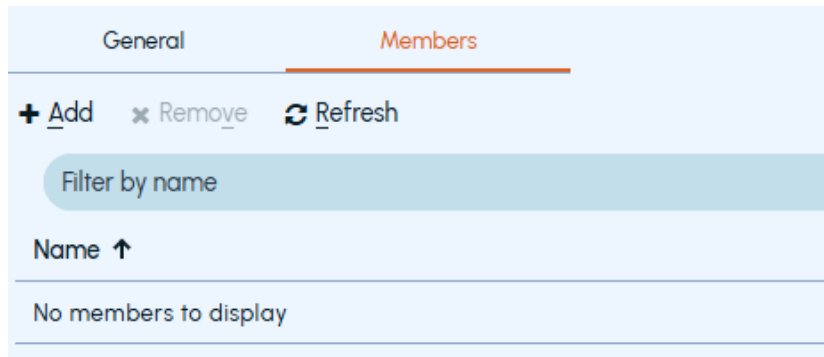 General Members
Add Remove Refresh
Filter by name
Name ↑
No members to display